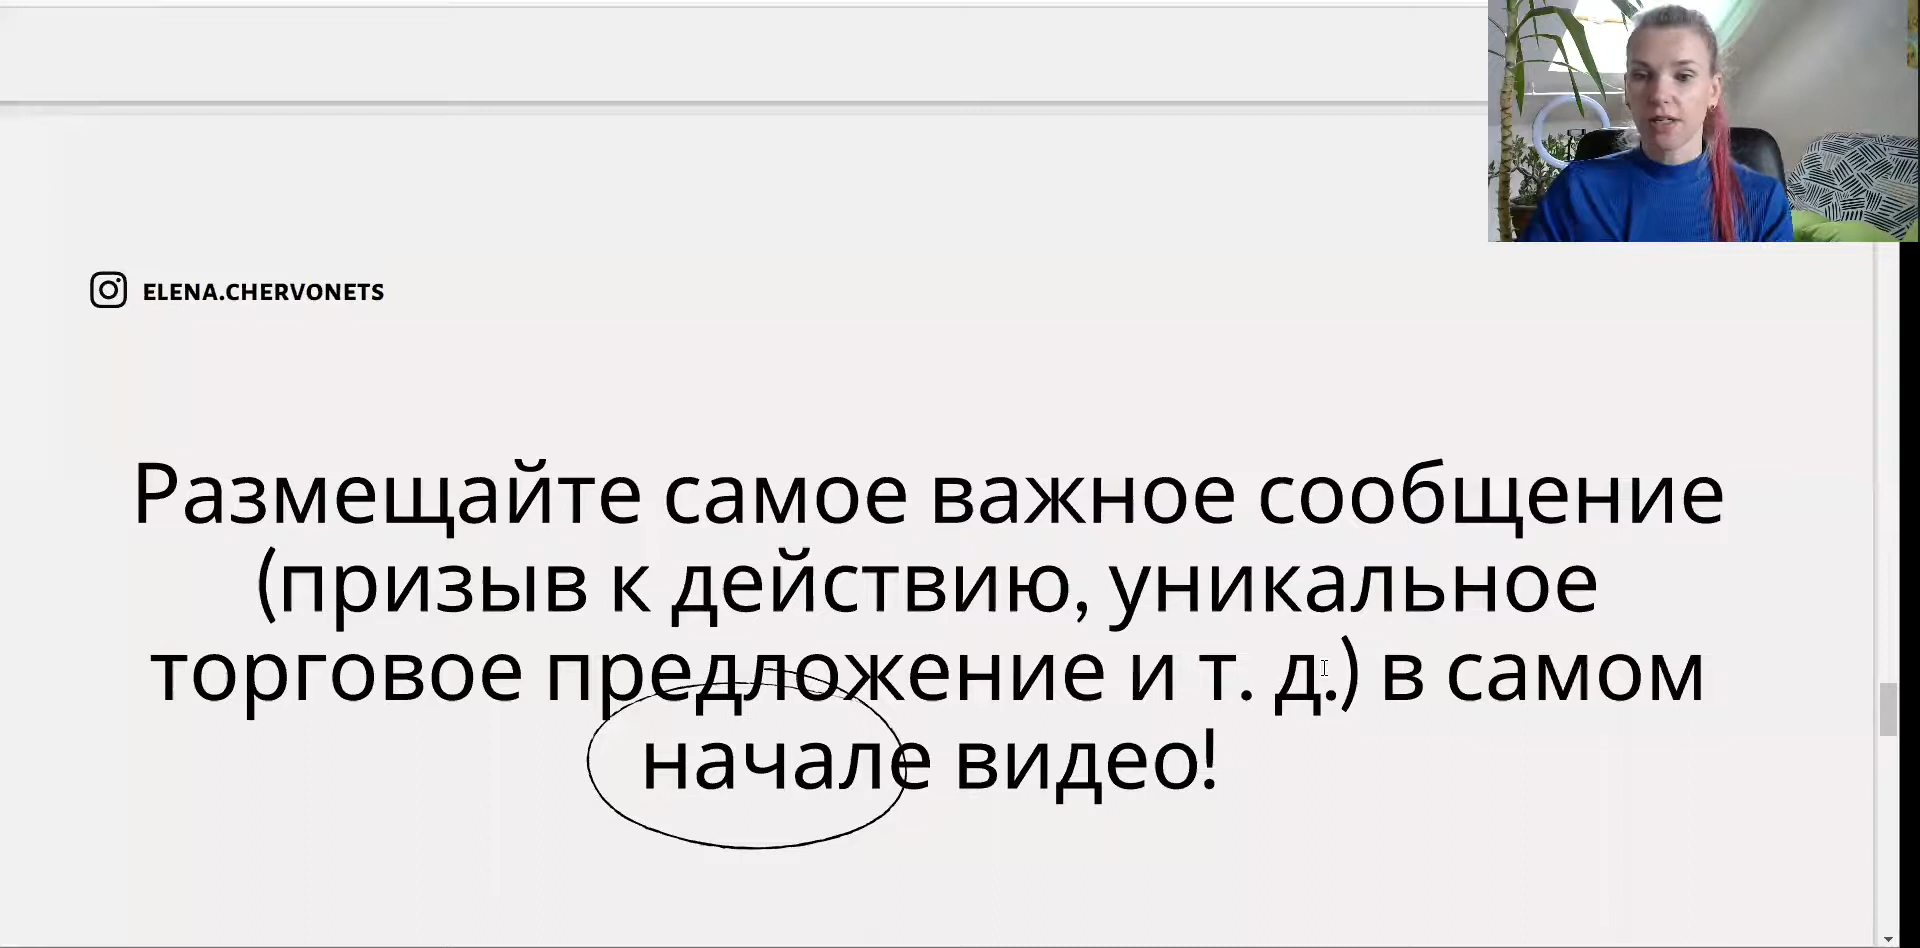 ELENA.CHERVONETS
Размещайте самое важное сообщение
(призыв к действию, уникальное
торговое предложение и т. д.) в самом
начале видео!